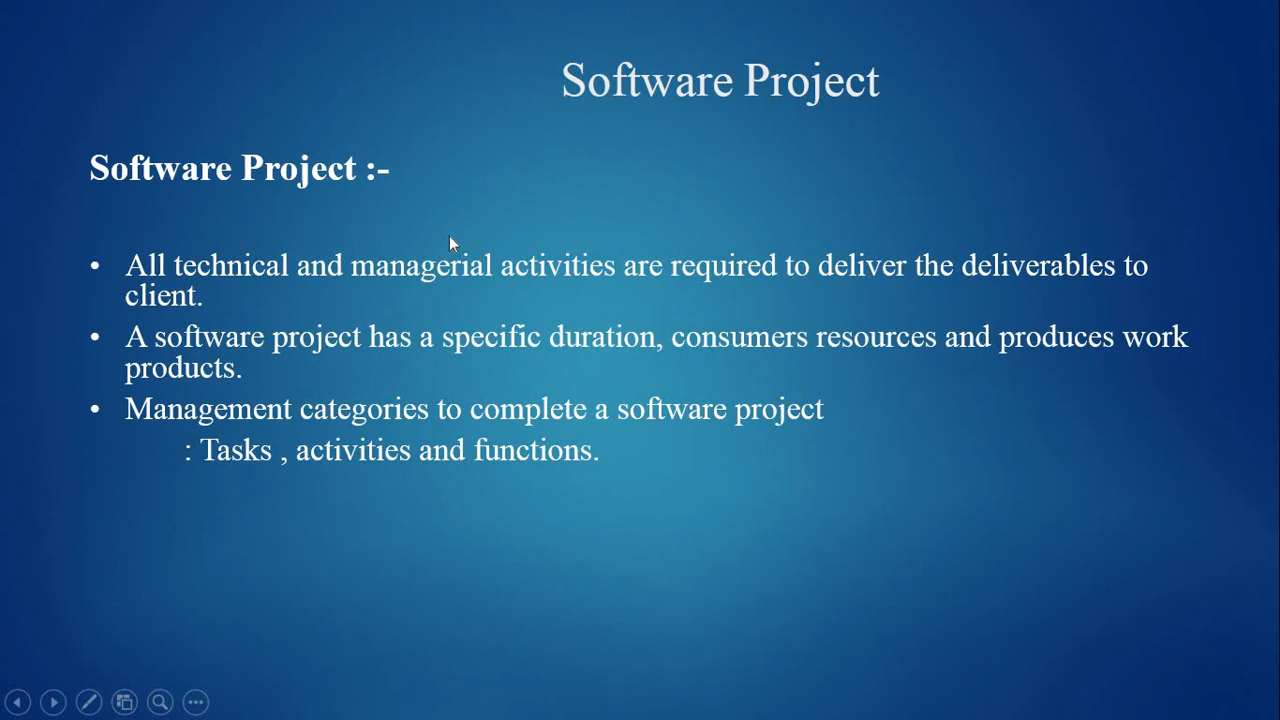 Software Project
Software Project :-
• All technical and managerial activities are required to deliver the deliverables to
client.
• A software project has a specific duration, consumers resources and produces work
products.
• Management categories to complete a software project
: Tasks , activities and functions.